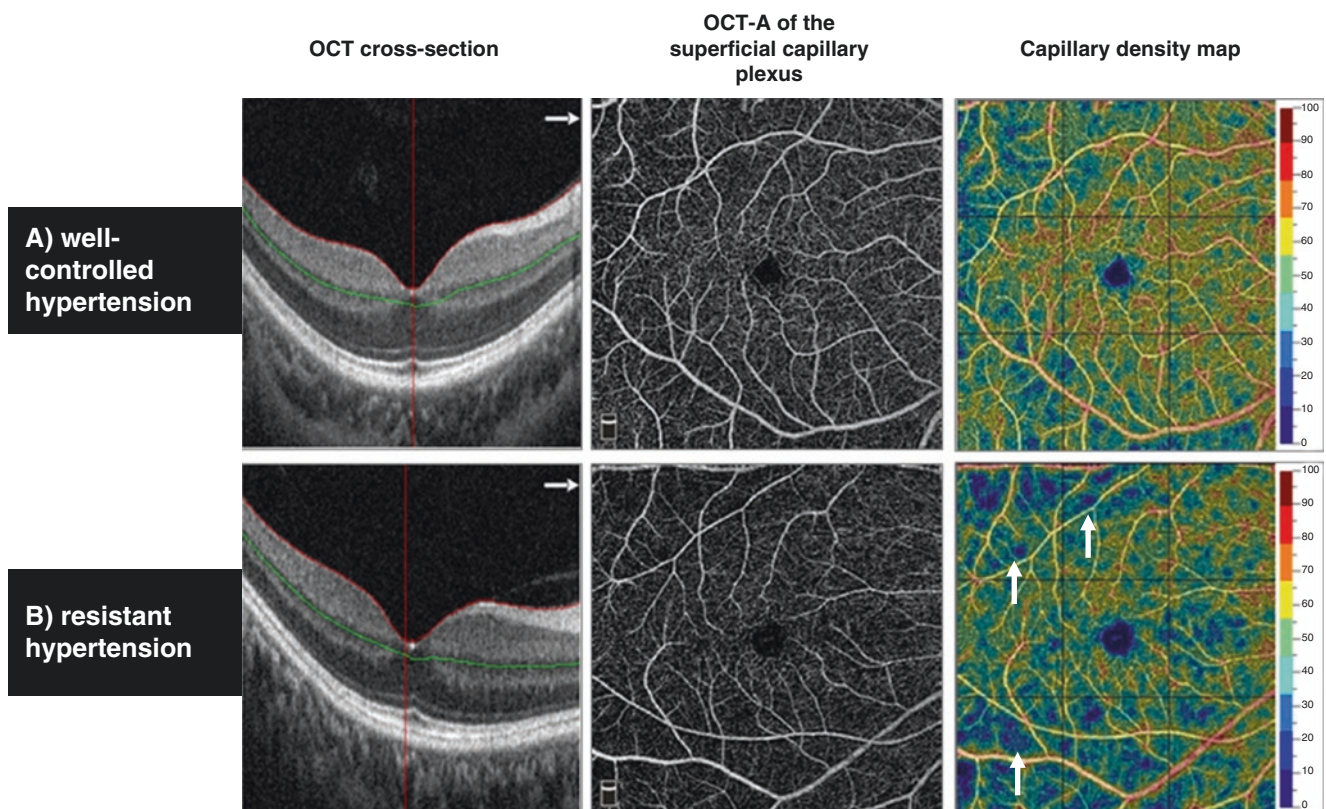 OCT cross-section
OCT-A of the
superficial capillary
plexus
Capillary density map
A) well-
controlled
hypertension
100
90
80
70
60
50
40
30
20
10
0
B) resistant
hypertension
100
90
80
70
60
50
40
30
20
10
0